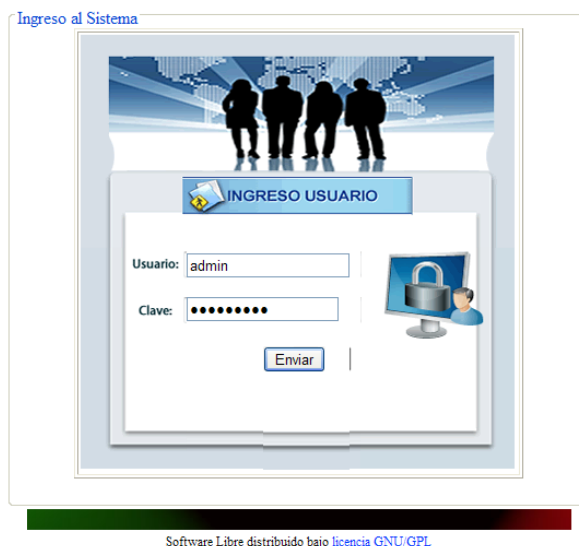 Ingreso al Sistema
INGRESO USUARIO
Usuario: admin
Clave: •••••••••
Enviar
Software Libre distribuido bajo licencia GNU/GPL